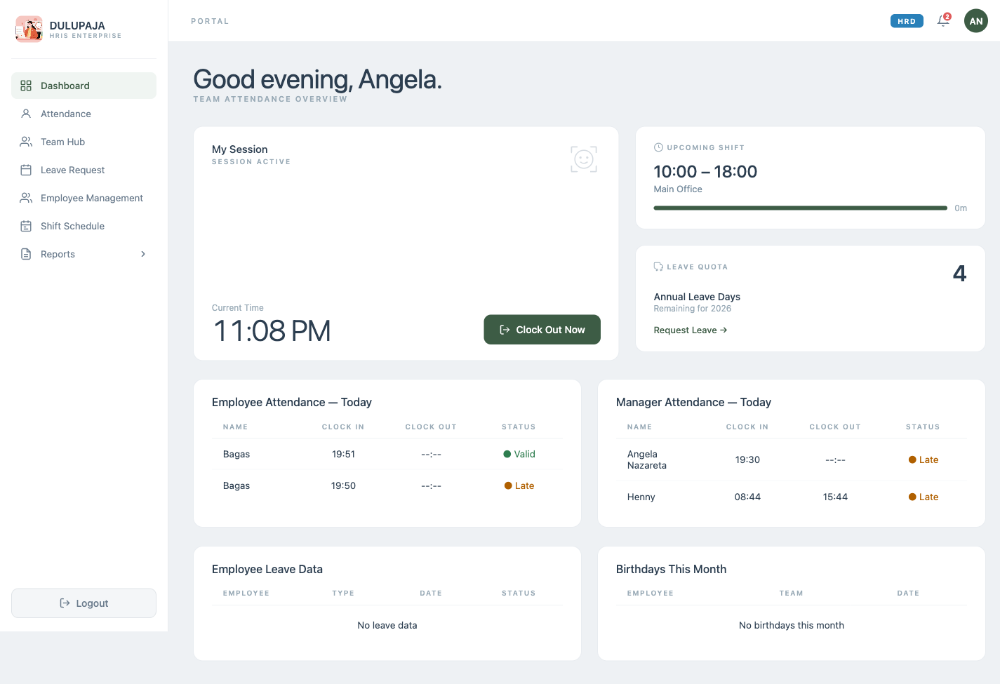 DULUPAJA
HRIS ENTERPRISE
PORTAL
HRD
2
AN
Dashboard
Attendance
Team Hub
Leave Request
Employee Management
Shift Schedule
Reports
Logout
Good evening, Angela.
TEAM ATTENDANCE OVERVIEW
My Session
SESSION ACTIVE
Current Time
11:08 PM
Clock Out Now
UPCOMING SHIFT
10:00 – 18:00
Main Office
0m
LEAVE QUOTA
4
Annual Leave Days
Remaining for 2026
Request Leave →
Employee Attendance — Today
NAME CLOCK IN CLOCK OUT STATUS
Bagas 19:51 --:-- Valid
Bagas 19:50 --:-- Late
Manager Attendance — Today
NAME CLOCK IN CLOCK OUT STATUS
Angela
Nazareta 19:30 --:-- Late
Henny 08:44 15:44 Late
Employee Leave Data
EMPLOYEE TYPE DATE STATUS
No leave data
Birthdays This Month
EMPLOYEE TEAM DATE
No birthdays this month